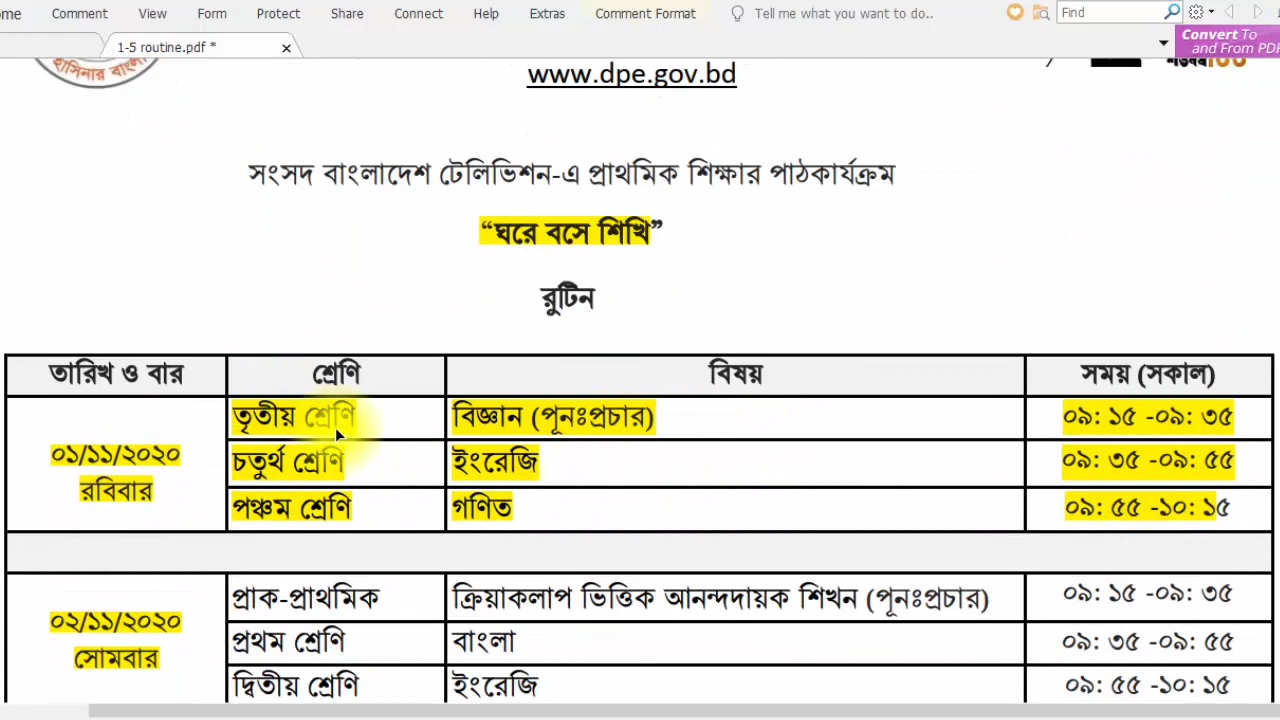 ome Comment View Form Protect Share Connect Help Extras Comment Format Tell me what you want to do.. Find
1-5 routine.pdf * Convert To
and From PDF
হাসিনার বাংলা
www.dpe.gov.bd
সংসদ বাংলাদেশ টেলিভিশন-এ প্রাথমিক শিক্ষার পাঠকার্যক্রম
“ঘরে বসে শিখি”
রুটিন
তারিখ ও বার শ্রেণি বিষয় সময় (সকাল)
০১/১১/২০২০ রবিবার
তৃতীয় শ্রেণি বিজ্ঞান (পূনঃপ্রচার) ০৯: ১৫ -০৯: ৩৫
চতুর্থ শ্রেণি ইংরেজি ০৯: ৩৫ -০৯: ৫৫
পঞ্চম শ্রেণি গণিত ০৯: ৫৫ -১০: ১৫
০২/১১/২০২০ সোমবার
প্রাক-প্রাথমিক ক্রিয়াকলাপ ভিত্তিক আনন্দদায়ক শিখন (পূনঃপ্রচার) ০৯: ১৫ -০৯: ৩৫
প্রথম শ্রেণি বাংলা ০৯: ৩৫ -০৯: ৫৫
দ্বিতীয় শ্রেণি ইংরেজি ০৯: ৫৫ -১০: ১৫